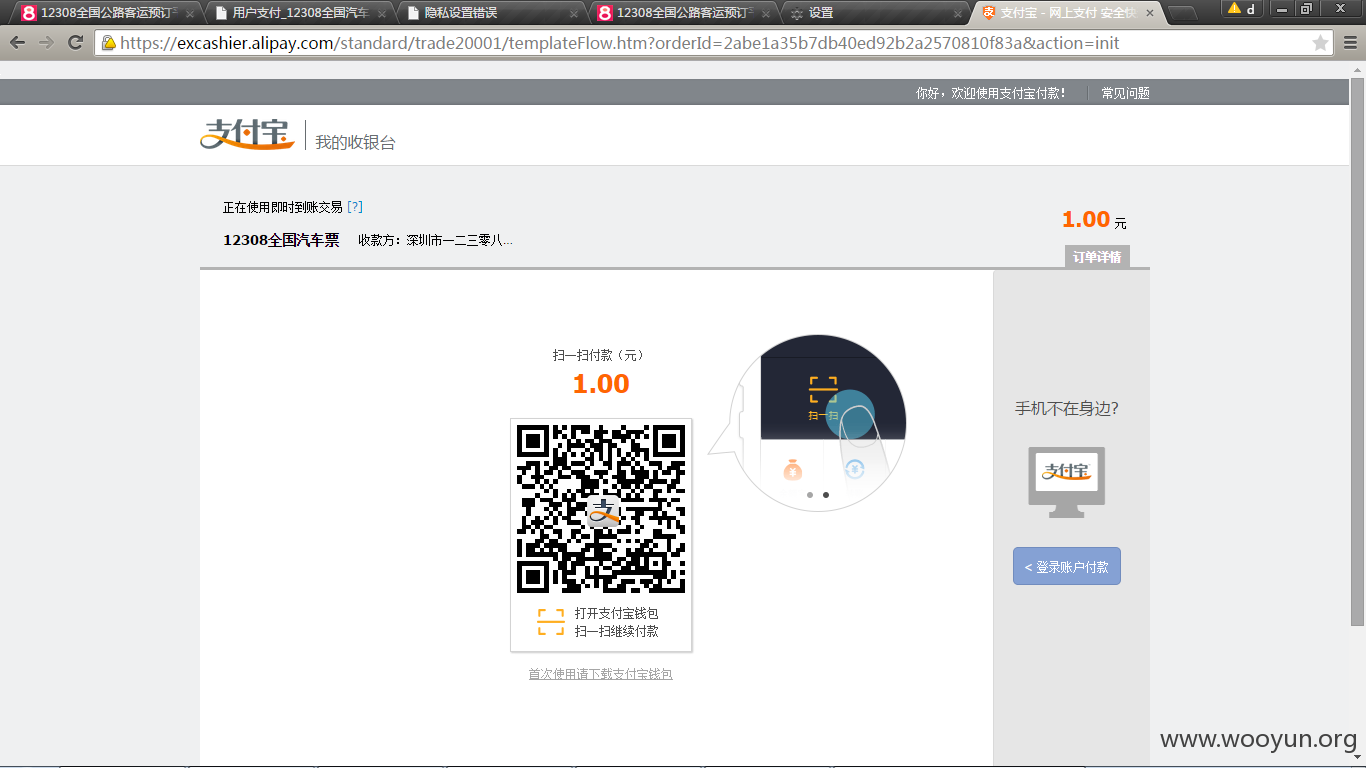 12308全国公路客运预订
用户支付_12308全国汽车
隐私设置错误
12308全国公路客运预订
设置
支付宝 - 网上支付 安全快
d
https://excashier.alipay.com/standard/trade20001/templateFlow.htm?orderId=2abe1a35b7db40ed92b2a2570810f83a&action=init
你好，欢迎使用支付宝付款！
常见问题
支付宝
我的收银台
正在使用即时到账交易 [?]
1.00 元
12308全国汽车票
收款方：深圳市一二三零八...
订单详情
扫一扫付款（元）
1.00
扫一扫
手机不在身边?
支付宝
< 登录账户付款
打开支付宝钱包
扫一扫继续付款
首次使用请下载支付宝钱包
www.wooyun.org